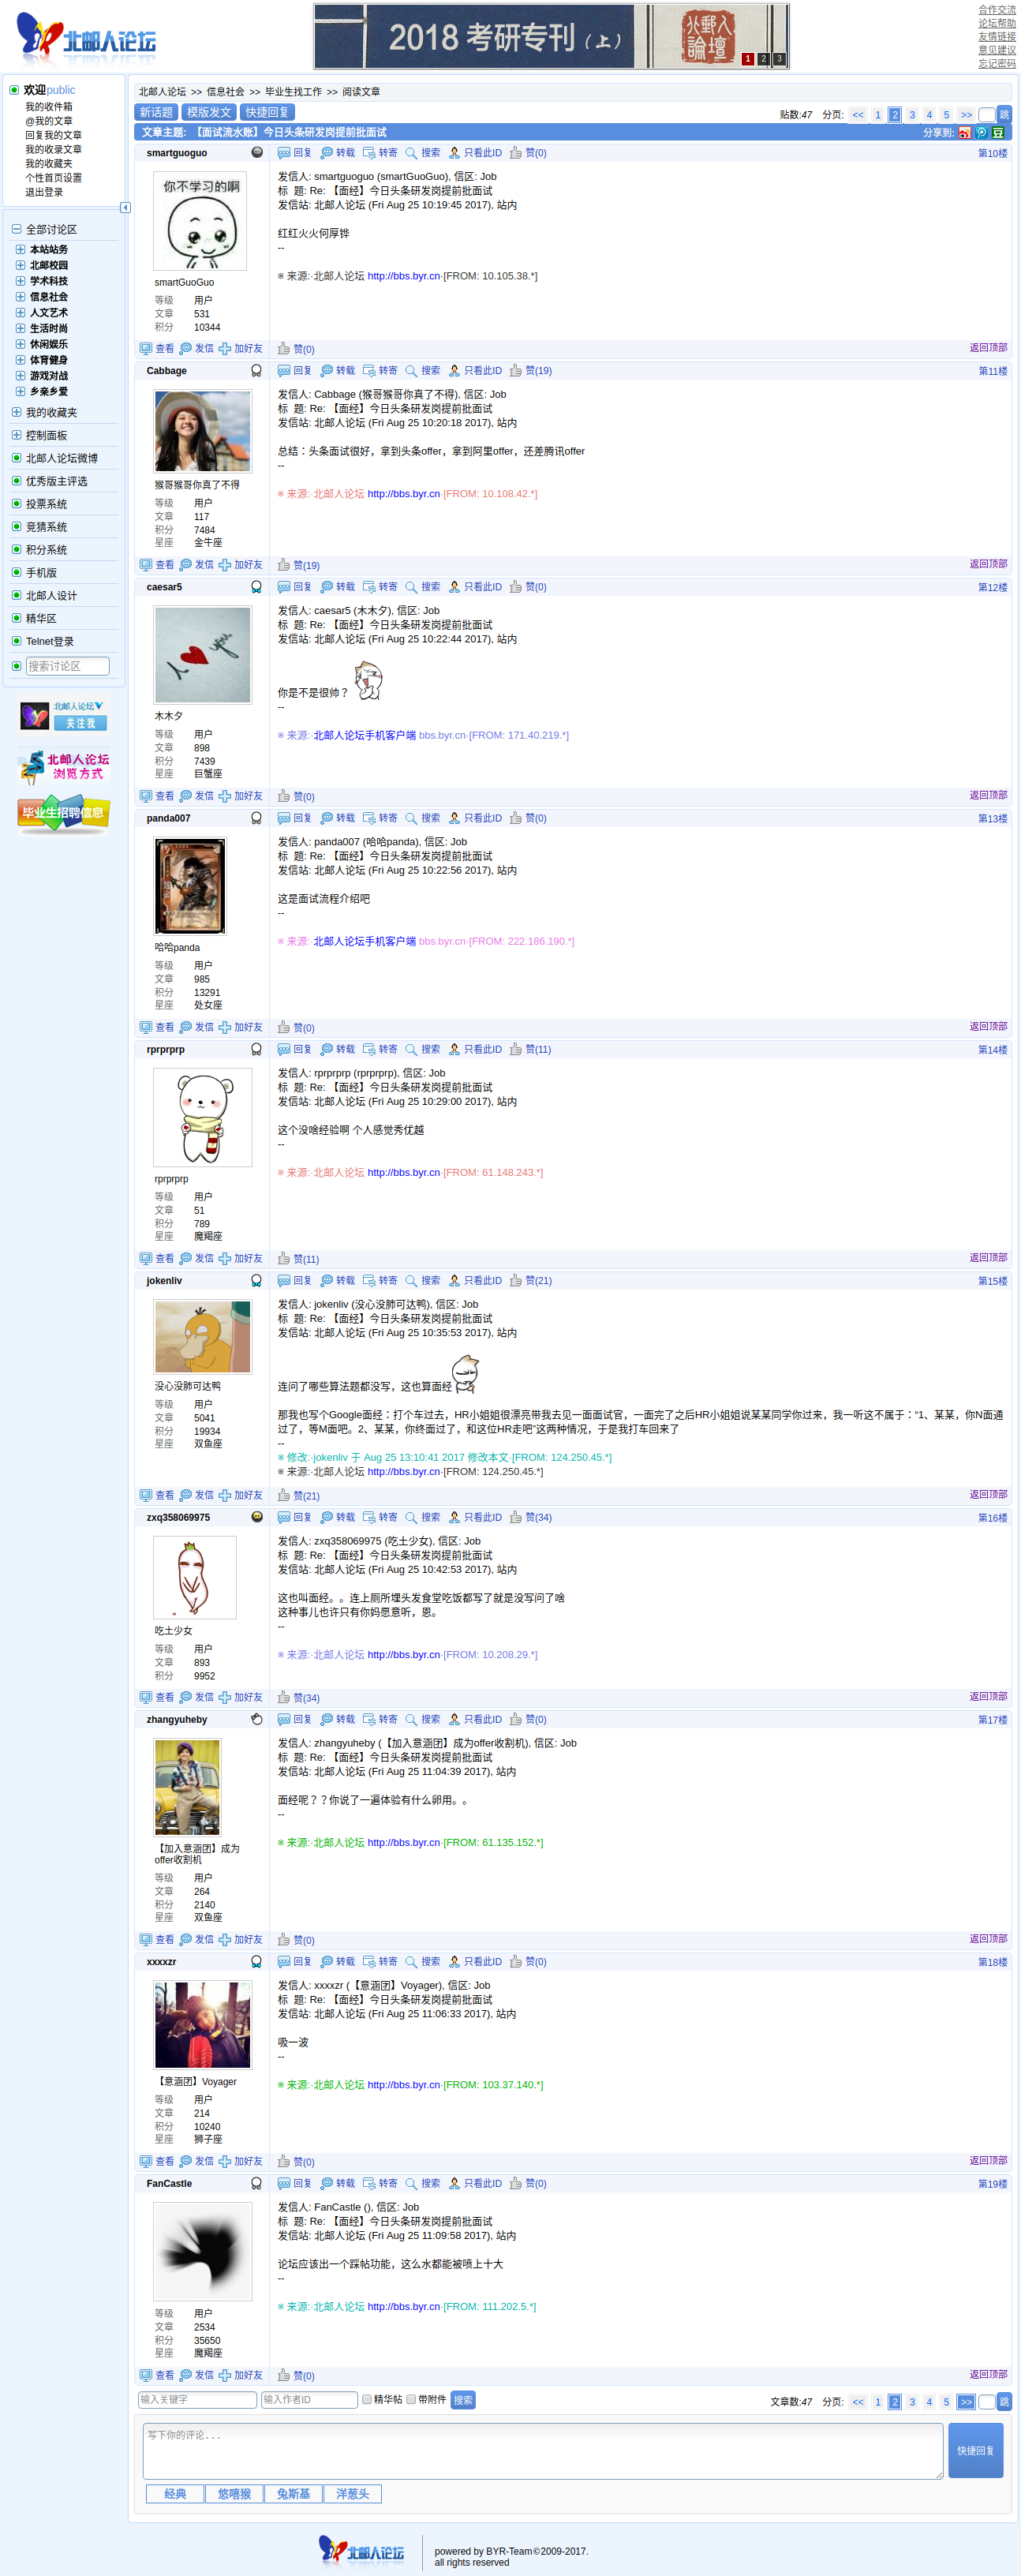 北邮人论坛
2018 考研专刊（上）
北邮人論壇
1 2 3
合作交流
论坛帮助
友情链接
意见建议
忘记密码
欢迎public
我的收件箱
@我的文章
回复我的文章
我的收录文章
我的收藏夹
个性首页设置
退出登录
全部讨论区
本站站务
北邮校园
学术科技
信息社会
人文艺术
生活时尚
休闲娱乐
体育健身
游戏对战
乡亲乡爱
我的收藏夹
控制面板
北邮人论坛微博
优秀版主评选
投票系统
竞猜系统
积分系统
手机版
北邮人设计
精华区
Telnet登录
搜索讨论区
北邮人论坛
关注我
北邮人论坛
浏览方式
毕业生招聘信息
北邮人论坛 >> 信息社会 >> 毕业生找工作 >> 阅读文章
新话题 模版发文 快捷回复
贴数:47 分页: << 1 2 3 4 5 >> 跳
文章主题: 【面试流水账】今日头条研发岗提前批面试
分享到:
smartguoguo
回复 转载 转寄 搜索 只看此ID 赞(0)
第10楼
你不学习的啊
smartGuoGuo
等级 用户
文章 531
积分 10344
发信人: smartguoguo (smartGuoGuo), 信区: Job
标 题: Re: 【面经】今日头条研发岗提前批面试
发信站: 北邮人论坛 (Fri Aug 25 10:19:45 2017), 站内
红红火火何厚铧
--
※ 来源:·北邮人论坛 http://bbs.byr.cn·[FROM: 10.105.38.*]
查看 发信 加好友 赞(0) 返回顶部
Cabbage
回复 转载 转寄 搜索 只看此ID 赞(19)
第11楼
猴哥猴哥你真了不得
等级 用户
文章 117
积分 7484
星座 金牛座
发信人: Cabbage (猴哥猴哥你真了不得), 信区: Job
标 题: Re: 【面经】今日头条研发岗提前批面试
发信站: 北邮人论坛 (Fri Aug 25 10:20:18 2017), 站内
总结：头条面试很好，拿到头条offer，拿到阿里offer，还差腾讯offer
--
※ 来源:·北邮人论坛 http://bbs.byr.cn·[FROM: 10.108.42.*]
查看 发信 加好友 赞(19) 返回顶部
caesar5
回复 转载 转寄 搜索 只看此ID 赞(0)
第12楼
木木夕
等级 用户
文章 898
积分 7439
星座 巨蟹座
发信人: caesar5 (木木夕), 信区: Job
标 题: Re: 【面经】今日头条研发岗提前批面试
发信站: 北邮人论坛 (Fri Aug 25 10:22:44 2017), 站内
你是不是很帅？
--
※ 来源:·北邮人论坛手机客户端 bbs.byr.cn·[FROM: 171.40.219.*]
查看 发信 加好友 赞(0) 返回顶部
panda007
回复 转载 转寄 搜索 只看此ID 赞(0)
第13楼
哈哈panda
等级 用户
文章 985
积分 13291
星座 处女座
发信人: panda007 (哈哈panda), 信区: Job
标 题: Re: 【面经】今日头条研发岗提前批面试
发信站: 北邮人论坛 (Fri Aug 25 10:22:56 2017), 站内
这是面试流程介绍吧
--
※ 来源:·北邮人论坛手机客户端 bbs.byr.cn·[FROM: 222.186.190.*]
查看 发信 加好友 赞(0) 返回顶部
rprprprp
回复 转载 转寄 搜索 只看此ID 赞(11)
第14楼
rprprprp
等级 用户
文章 51
积分 789
星座 魔羯座
发信人: rprprprp (rprprprp), 信区: Job
标 题: Re: 【面经】今日头条研发岗提前批面试
发信站: 北邮人论坛 (Fri Aug 25 10:29:00 2017), 站内
这个没啥经验啊 个人感觉秀优越
--
※ 来源:·北邮人论坛 http://bbs.byr.cn·[FROM: 61.148.243.*]
查看 发信 加好友 赞(11) 返回顶部
jokenliv
回复 转载 转寄 搜索 只看此ID 赞(21)
第15楼
没心没肺可达鸭
等级 用户
文章 5041
积分 19934
星座 双鱼座
发信人: jokenliv (没心没肺可达鸭), 信区: Job
标 题: Re: 【面经】今日头条研发岗提前批面试
发信站: 北邮人论坛 (Fri Aug 25 10:35:53 2017), 站内
连问了哪些算法题都没写，这也算面经
那我也写个Google面经：打个车过去，HR小姐姐很漂亮带我去见一面面试官，一面完了之后HR小姐姐说某某同学你过来，我一听这不属于：“1、某某，你N面通
过了，等M面吧。2、某某，你终面过了，和这位HR走吧”这两种情况，于是我打车回来了
--
※ 修改:·jokenliv 于 Aug 25 13:10:41 2017 修改本文·[FROM: 124.250.45.*]
※ 来源:·北邮人论坛 http://bbs.byr.cn·[FROM: 124.250.45.*]
查看 发信 加好友 赞(21) 返回顶部
zxq358069975
回复 转载 转寄 搜索 只看此ID 赞(34)
第16楼
吃土少女
等级 用户
文章 893
积分 9952
发信人: zxq358069975 (吃土少女), 信区: Job
标 题: Re: 【面经】今日头条研发岗提前批面试
发信站: 北邮人论坛 (Fri Aug 25 10:42:53 2017), 站内
这也叫面经。。连上厕所埋头发食堂吃饭都写了就是没写问了啥
这种事儿也许只有你妈愿意听，恩。
--
※ 来源:·北邮人论坛 http://bbs.byr.cn·[FROM: 10.208.29.*]
查看 发信 加好友 赞(34) 返回顶部
zhangyuheby
回复 转载 转寄 搜索 只看此ID 赞(0)
第17楼
【加入意涵团】成为
offer收割机
等级 用户
文章 264
积分 2140
星座 双鱼座
发信人: zhangyuheby (【加入意涵团】成为offer收割机), 信区: Job
标 题: Re: 【面经】今日头条研发岗提前批面试
发信站: 北邮人论坛 (Fri Aug 25 11:04:39 2017), 站内
面经呢？？你说了一遍体验有什么卵用。。
--
※ 来源:·北邮人论坛 http://bbs.byr.cn·[FROM: 61.135.152.*]
查看 发信 加好友 赞(0) 返回顶部
xxxxzr
回复 转载 转寄 搜索 只看此ID 赞(0)
第18楼
【意涵团】Voyager
等级 用户
文章 214
积分 10240
星座 狮子座
发信人: xxxxzr (【意涵团】Voyager), 信区: Job
标 题: Re: 【面经】今日头条研发岗提前批面试
发信站: 北邮人论坛 (Fri Aug 25 11:06:33 2017), 站内
吸一波
--
※ 来源:·北邮人论坛 http://bbs.byr.cn·[FROM: 103.37.140.*]
查看 发信 加好友 赞(0) 返回顶部
FanCastle
回复 转载 转寄 搜索 只看此ID 赞(0)
第19楼
等级 用户
文章 2534
积分 35650
星座 魔羯座
发信人: FanCastle (), 信区: Job
标 题: Re: 【面经】今日头条研发岗提前批面试
发信站: 北邮人论坛 (Fri Aug 25 11:09:58 2017), 站内
论坛应该出一个踩帖功能，这么水都能被喷上十大
--
※ 来源:·北邮人论坛 http://bbs.byr.cn·[FROM: 111.202.5.*]
查看 发信 加好友 赞(0) 返回顶部
输入关键字 输入作者ID 精华帖 带附件 搜索
文章数:47 分页: << 1 2 3 4 5 >> 跳
写下你的评论...
快捷回复
经典 悠嘻猴 兔斯基 洋葱头
北邮人论坛
powered by BYR-Team©2009-2017.
all rights reserved